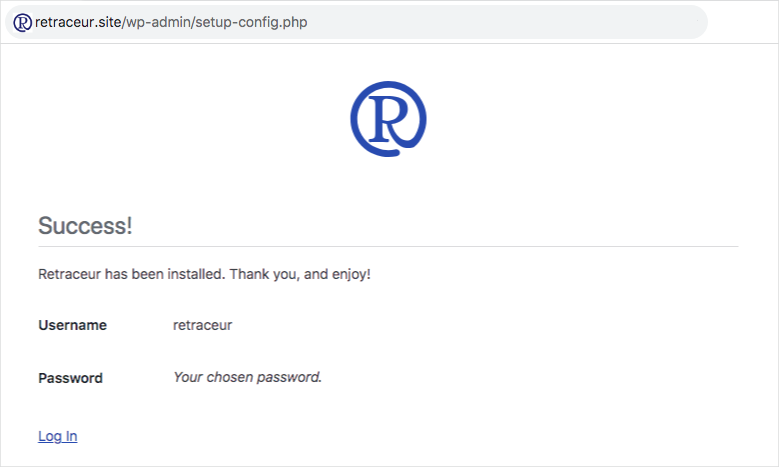 retraceur.site/wp-admin/setup-config.php
R
Success!
Retraceur has been installed. Thank you, and enjoy!
Username retraceur
Password Your chosen password.
Log In